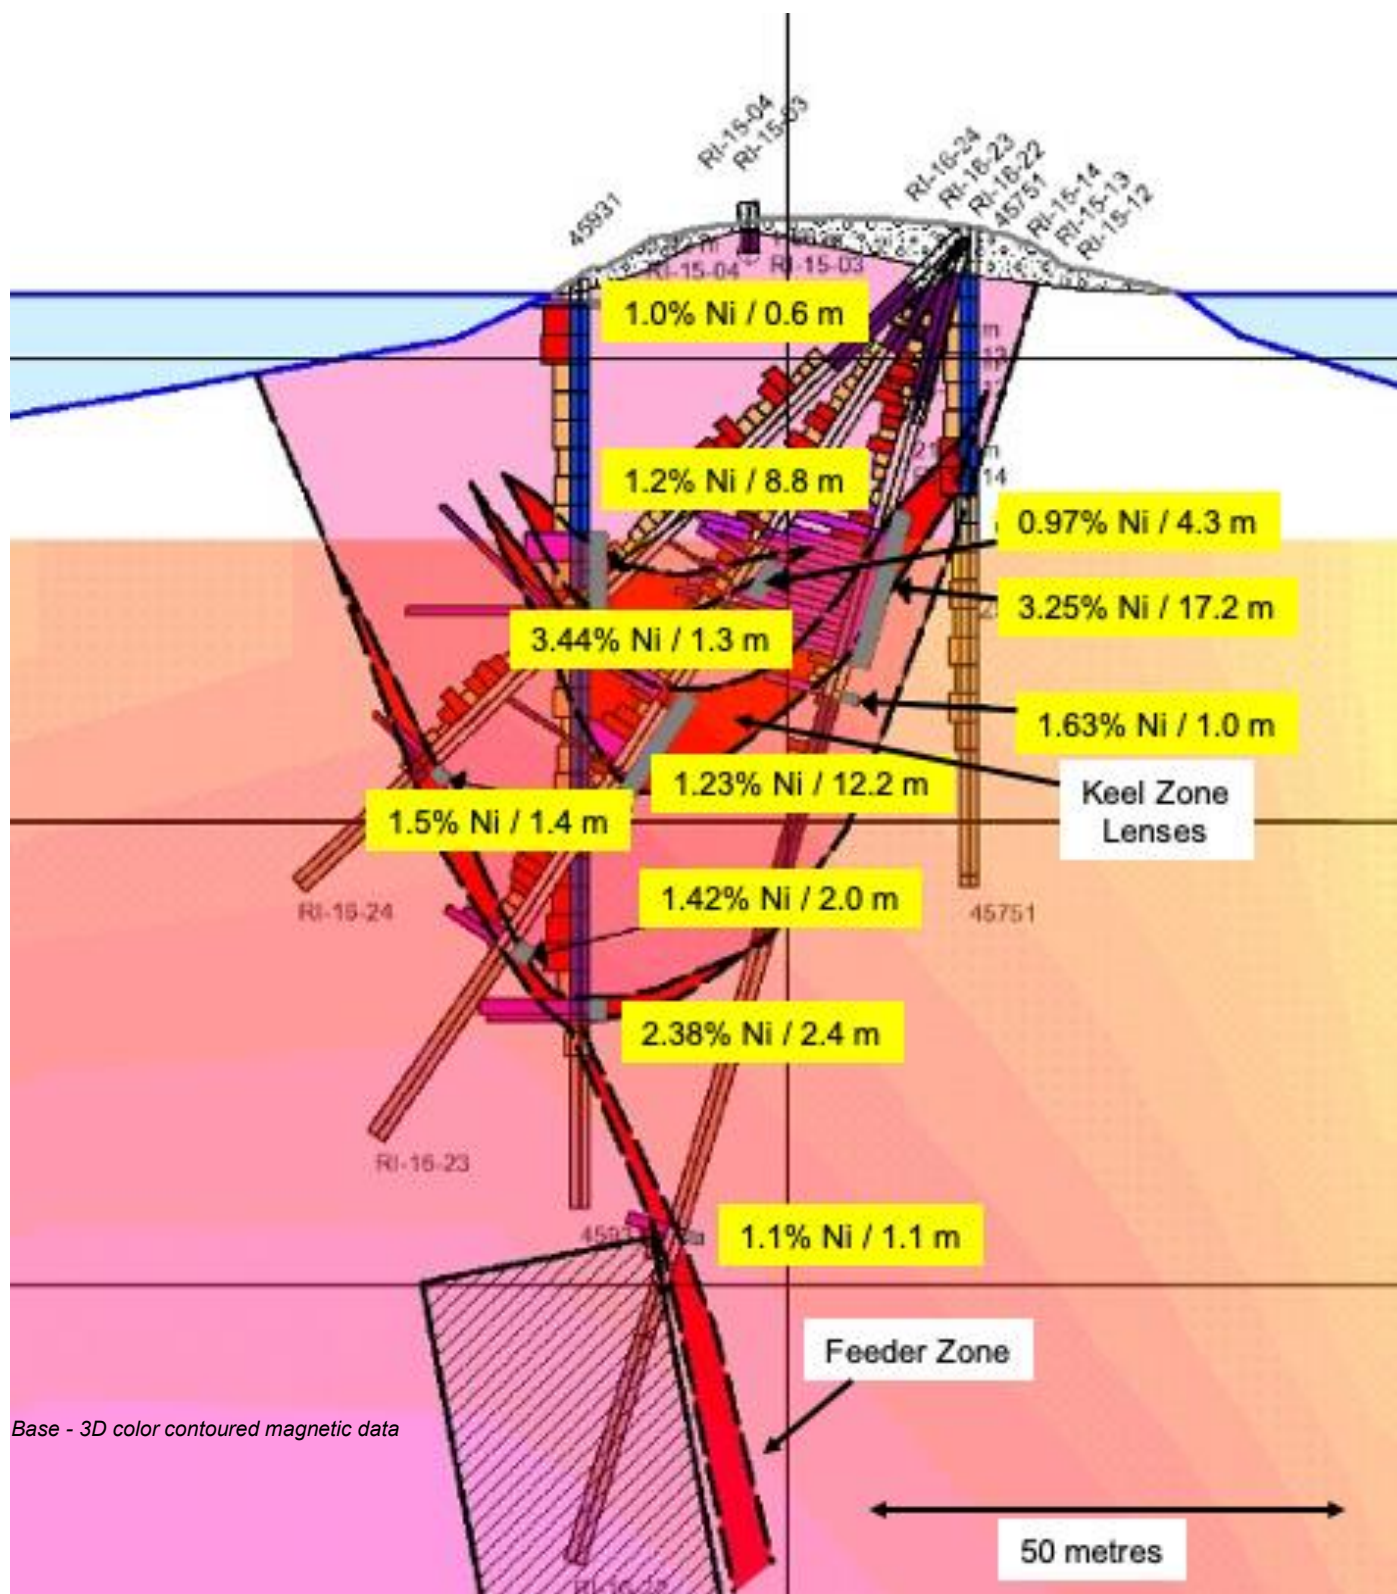 RI-15-04
RI-15-03
RI-16-24
RI-16-23
RI-16-22
45751
RI-15-14
RI-15-13
RI-15-12
45931
RI-15-04
RI-15-03
1.0% Ni / 0.6 m
1.2% Ni / 8.8 m
0.97% Ni / 4.3 m
3.25% Ni / 17.2 m
3.44% Ni / 1.3 m
1.63% Ni / 1.0 m
1.23% Ni / 12.2 m
Keel Zone
Lenses
1.5% Ni / 1.4 m
1.42% Ni / 2.0 m
RI-16-24
45751
2.38% Ni / 2.4 m
RI-16-23
1.1% Ni / 1.1 m
Feeder Zone
Base - 3D color contoured magnetic data
50 metres
RI-16-22